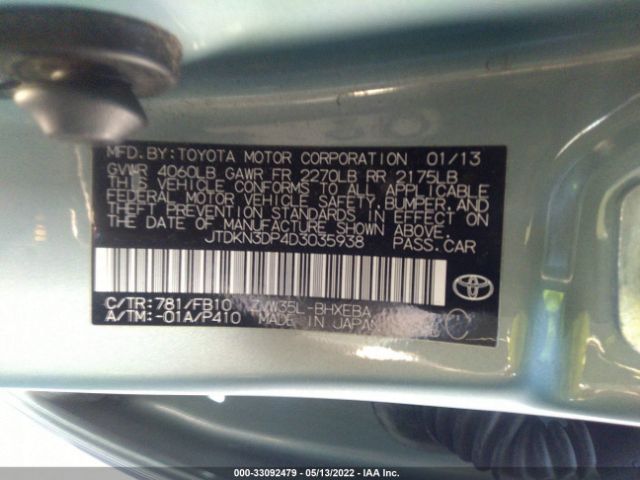 MFD. BY: TOYOTA MOTOR CORPORATION 01/13
GVWR 4060LB GAWR FR 2270LB RR 2175LB
THIS VEHICLE CONFORMS TO ALL APPLICABLE
FEDERAL MOTOR VEHICLE SAFETY, BUMPER, AND
THEFT PREVENTION STANDARDS IN EFFECT ON
THE DATE OF MANUFACTURE SHOWN ABOVE.
JTDKN3DP4D3035938 PASS.CAR
C/TR: 781/FB10 ZVW35L-BHXEBA
A/TM: -01A/P410 MADE IN JAPAN
C
000-33092479 - 05/13/2022 - IAA Inc.